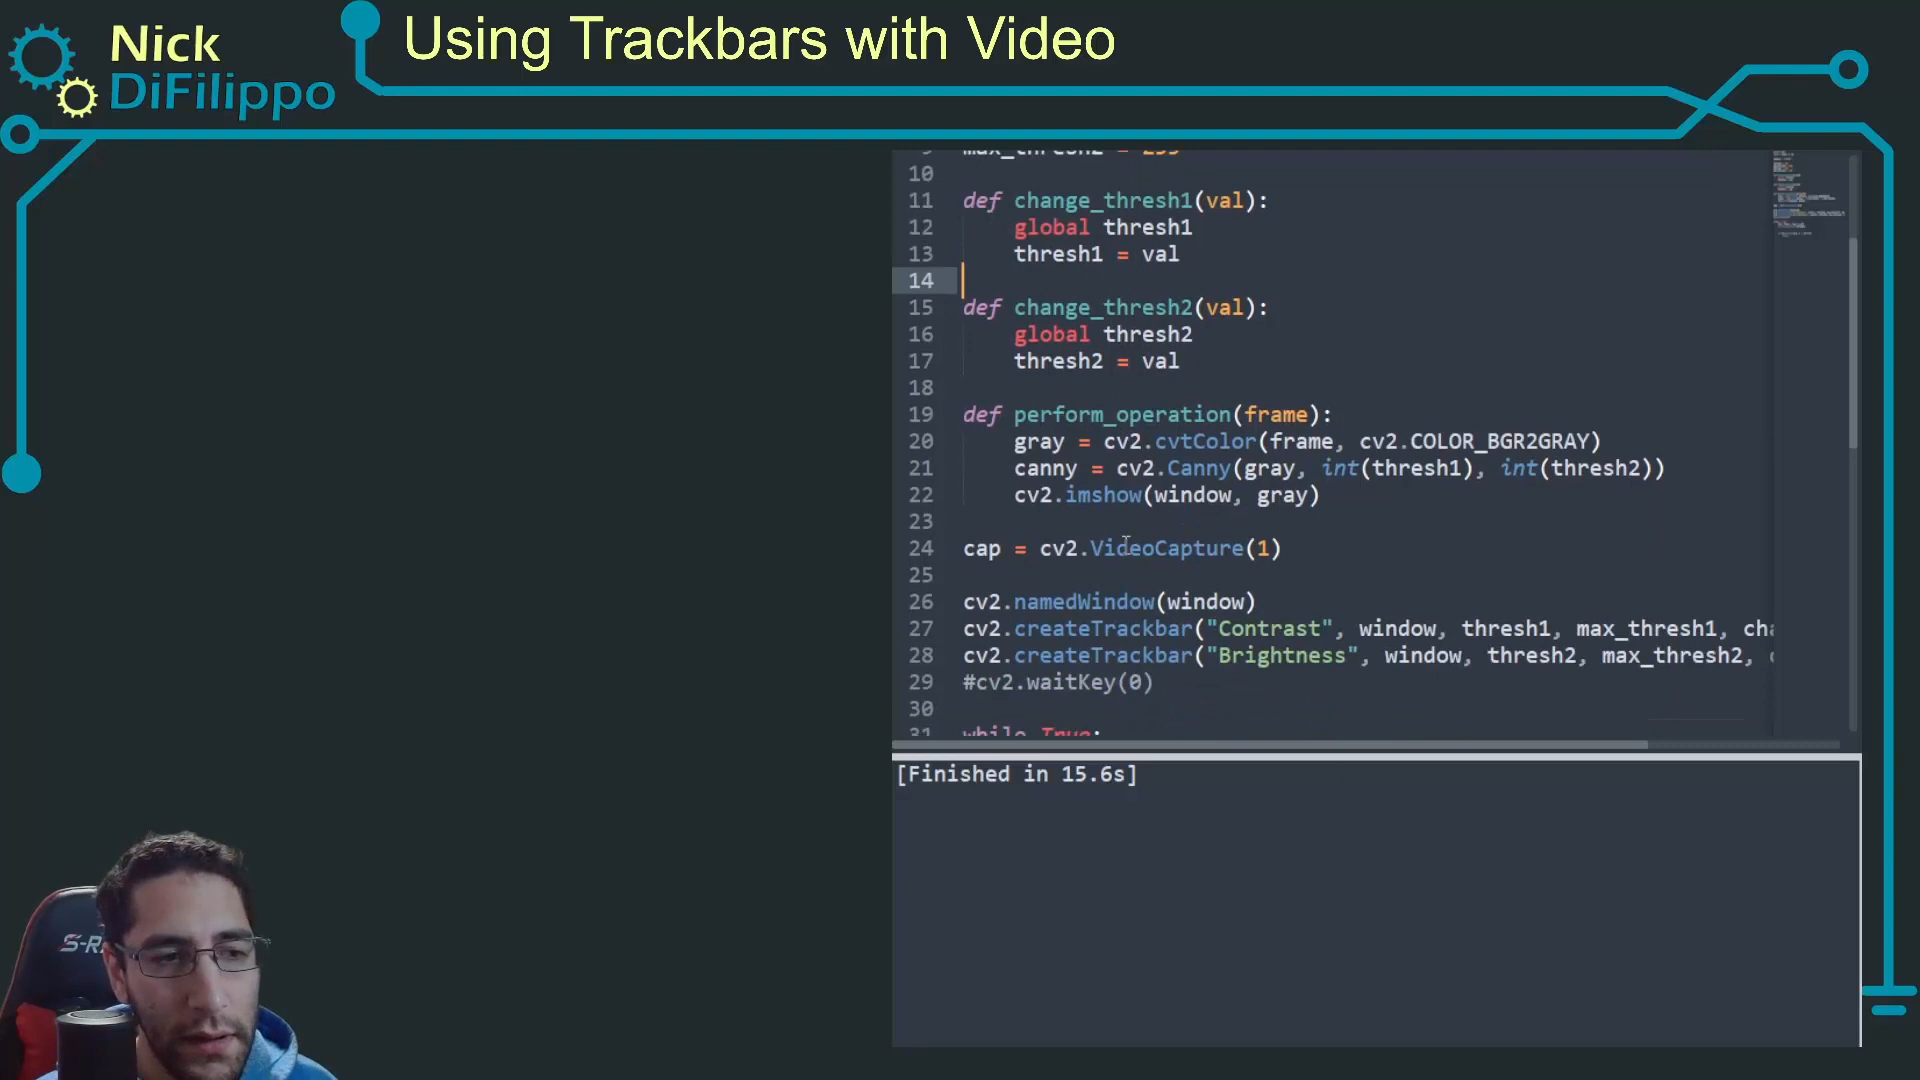 Nick
DiFilippo
Using Trackbars with Video
10
11 def change_thresh1(val):
12 global thresh1
13 thresh1 = val
14
15 def change_thresh2(val):
16 global thresh2
17 thresh2 = val
18
19 def perform_operation(frame):
20 gray = cv2.cvtColor(frame, cv2.COLOR_BGR2GRAY)
21 canny = cv2.Canny(gray, int(thresh1), int(thresh2))
22 cv2.imshow(window, gray)
23
24 cap = cv2.VideoCapture(1)
25
26 cv2.namedWindow(window)
27 cv2.createTrackbar("Contrast", window, thresh1, max_thresh1, cha
28 cv2.createTrackbar("Brightness", window, thresh2, max_thresh2,
29 #cv2.waitKey(0)
30
31 while True:
[Finished in 15.6s]